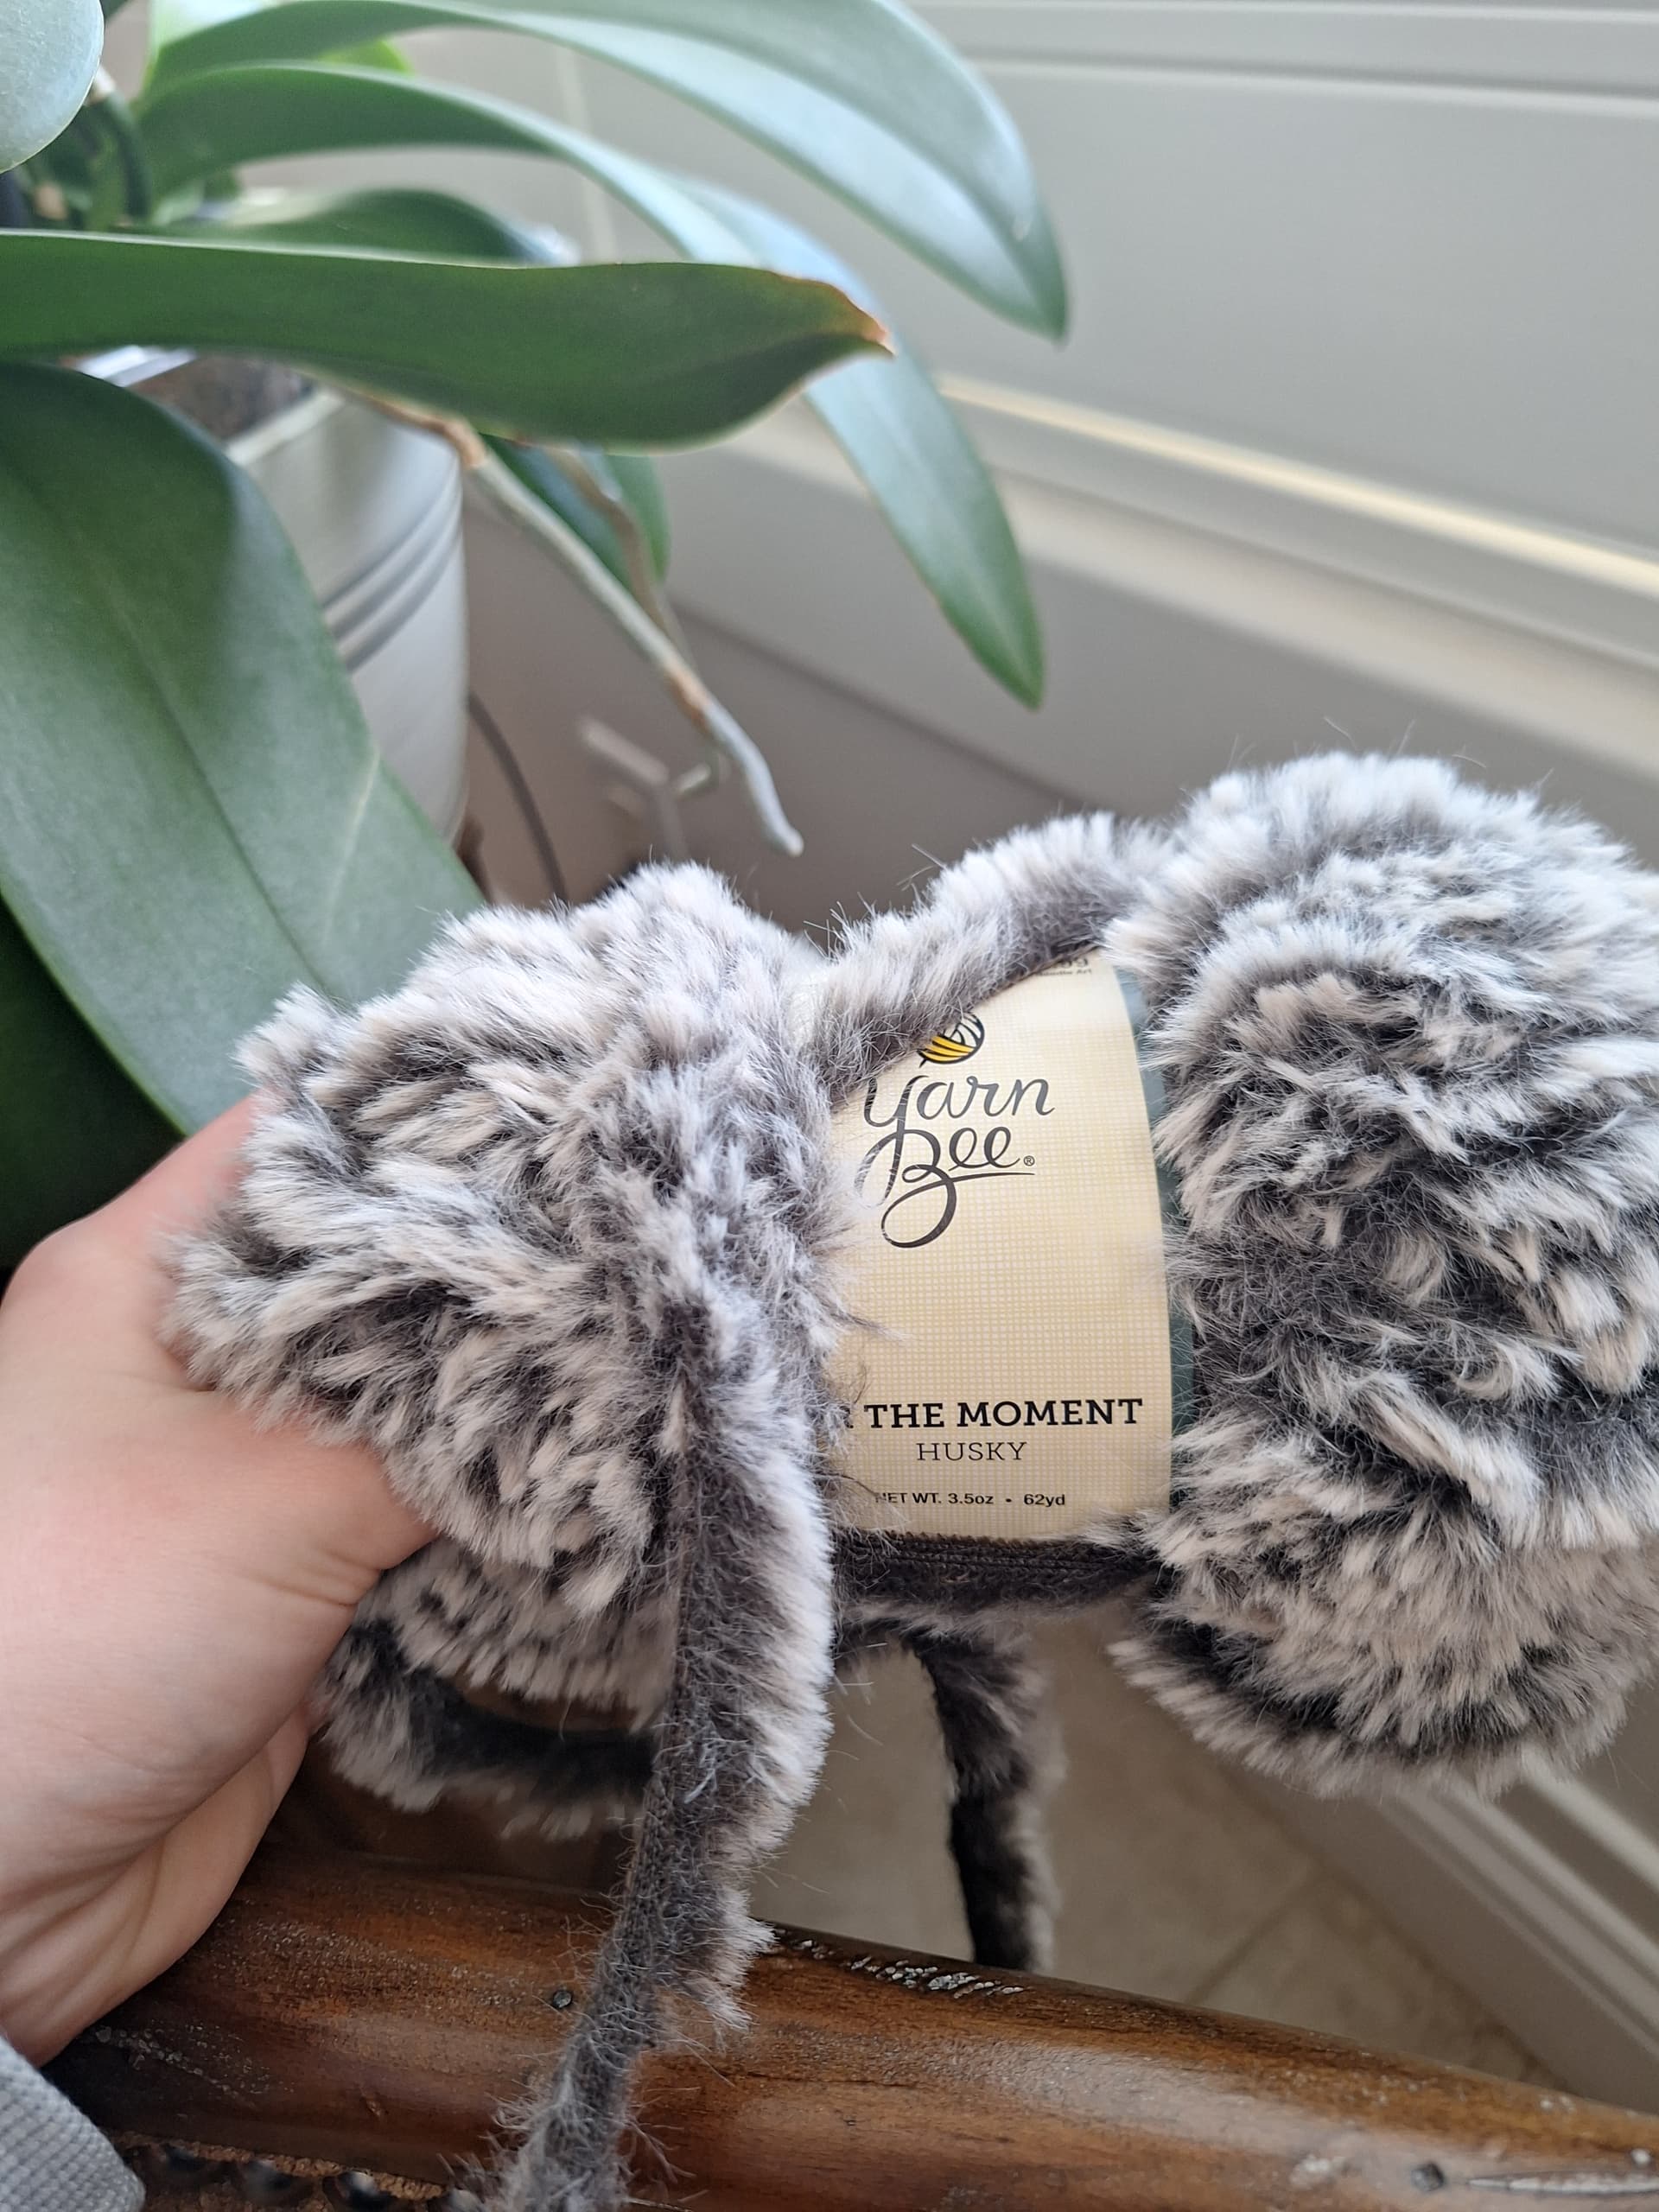 Yarn
Bee®
THE MOMENT
HUSKY
NET WT. 3.5oz • 62yd